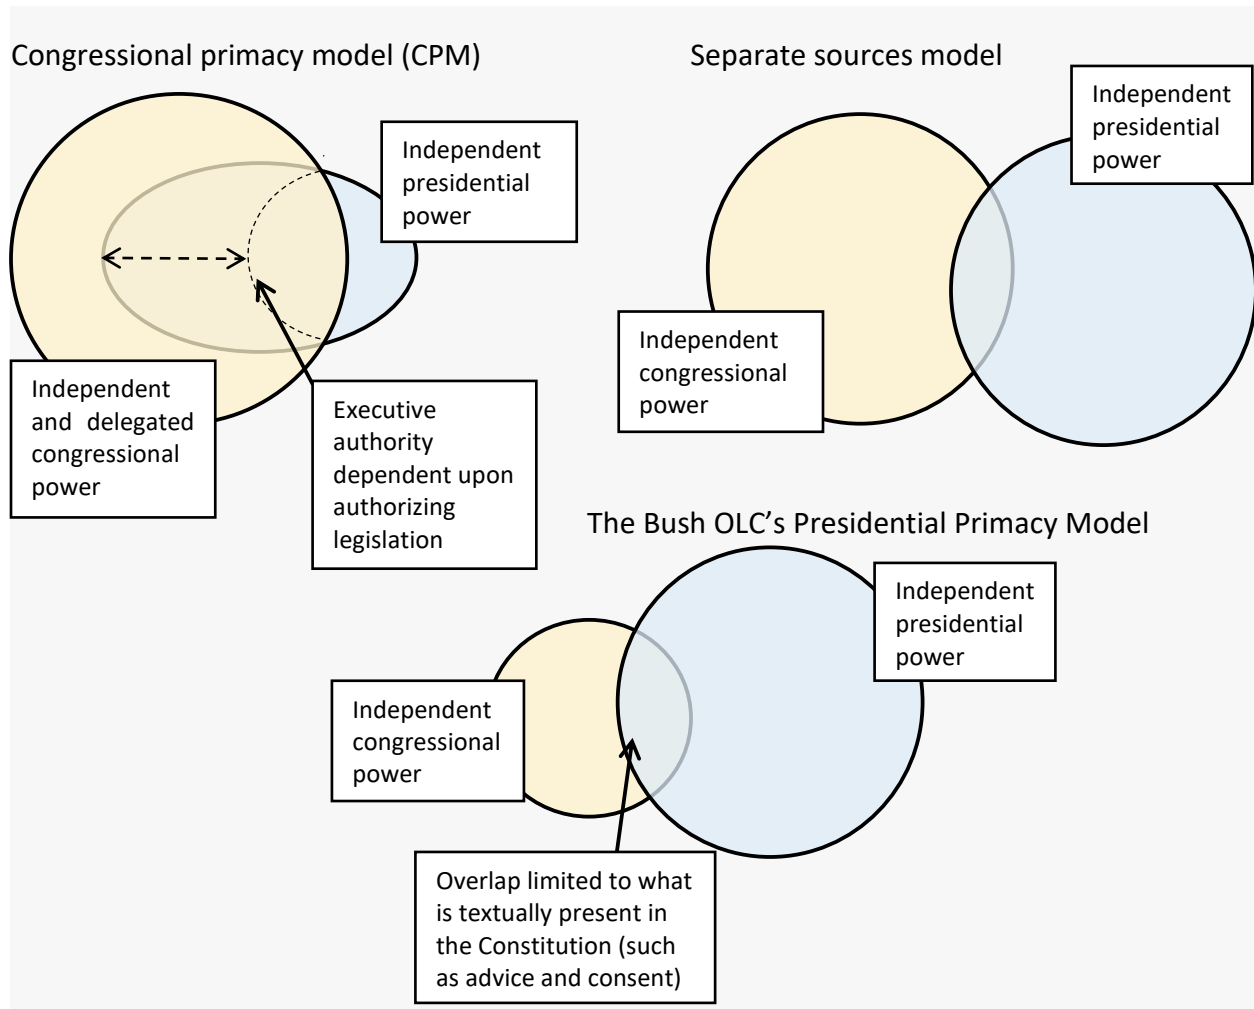 Congressional primacy model (CPM)
Independent
presidential
power
Independent
and delegated
congressional
power
Executive
authority
dependent upon
authorizing
legislation
Separate sources model
Independent
presidential
power
Independent
congressional
power
The Bush OLC’s Presidential Primacy Model
Independent
presidential
power
Independent
congressional
power
Overlap limited to what
is textually present in
the Constitution (such
as advice and consent)